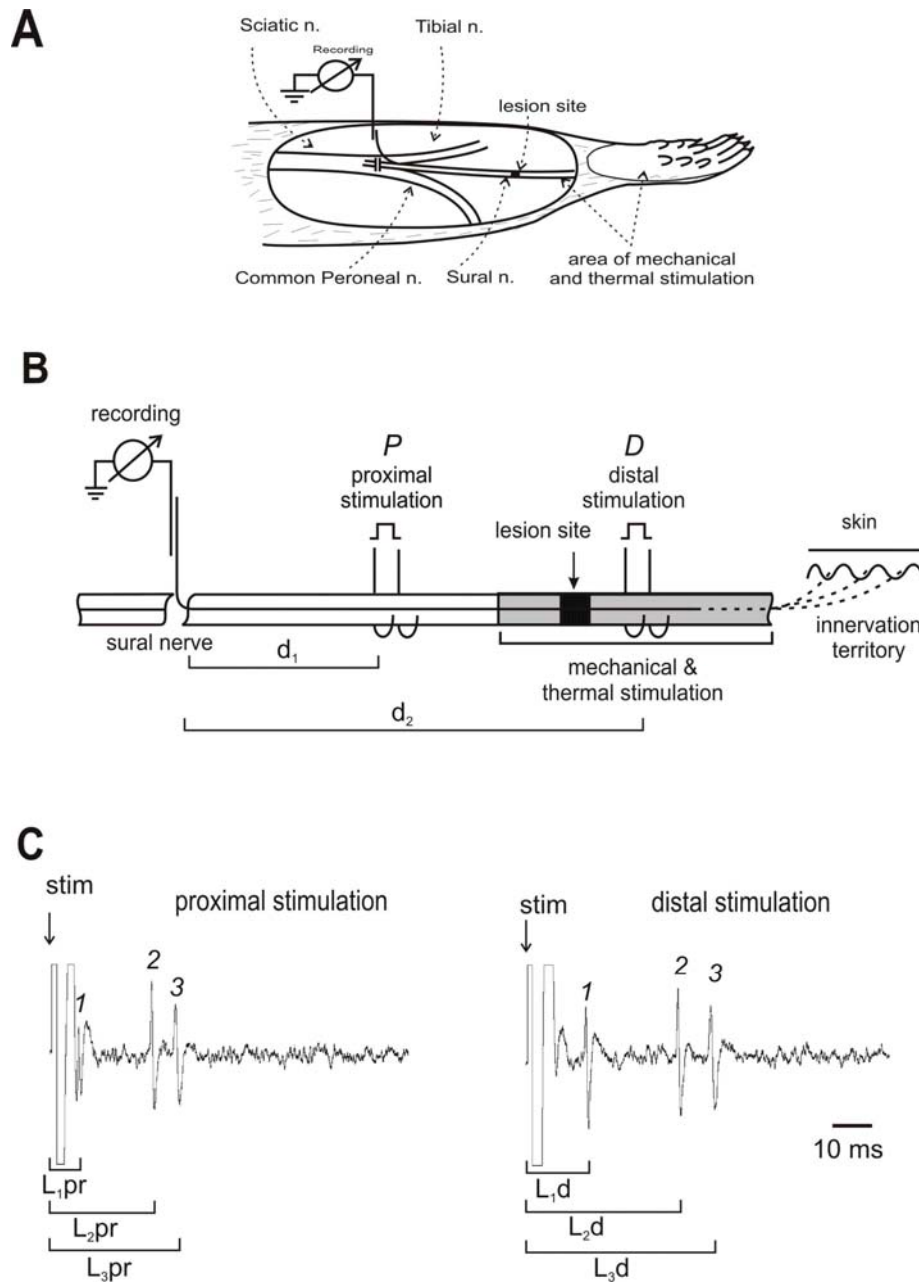 A
Sciatic n.
Tibial n.
Recording
lesion site
Common Peroneal n.
Sural n.
area of mechanical
and thermal stimulation
B
recording
P
proximal
stimulation
D
distal
stimulation
lesion site
skin
sural nerve
d1
d2
mechanical &
thermal stimulation
innervation
territory
C
stim
proximal stimulation
1
2
3
L1pr
L2pr
L3pr
stim
distal stimulation
1
2
3
10 ms
L1d
L2d
L3d